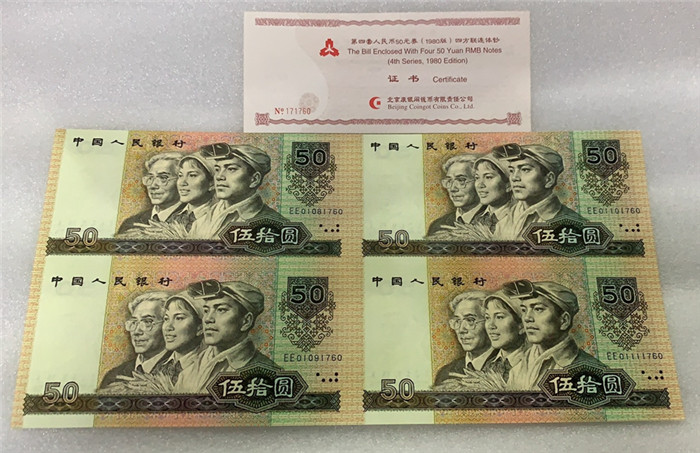 第四套人民币50元券（1980版）四方联连体钞
The Bill Enclosed With Four 50 Yuan RMB Notes
(4th Series, 1980 Edition)
证 书 Certificate
北京康银阁钱币有限责任公司
Beijing Coingot Coins Co., Ltd.
№ 171760
中国人民银行
50
EE01081760
50
伍拾圆
中国人民银行
50
EE01101760
50
伍拾圆
中国人民银行
50
EE01091760
50
伍拾圆
中国人民银行
50
EE01111760
50
伍拾圆